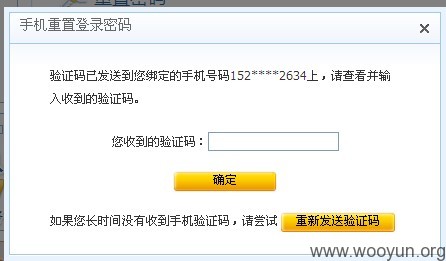 手机重置登录密码
验证码已发送到您绑定的手机号码152****2634上，请查看并输
入收到的验证码。
您收到的验证码：
确定
如果您长时间没有收到手机验证码，请尝试 重新发送验证码
www.wooyun.org